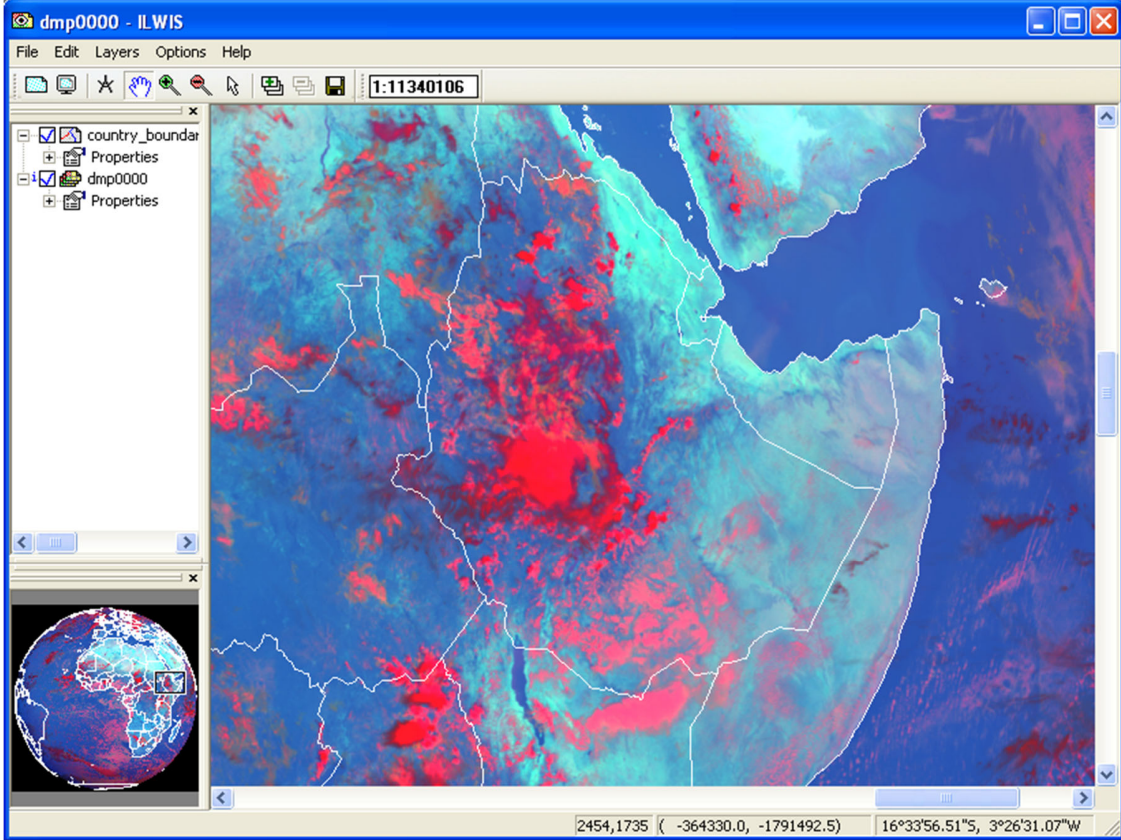 dmp0000 - ILWIS
File Edit Layers Options Help
1:11340106
country_boundar
Properties
dmp0000
Properties
2454,1735 ( -364330.0, -1791492.5) 16°33'56.51"S, 3°26'31.07"W